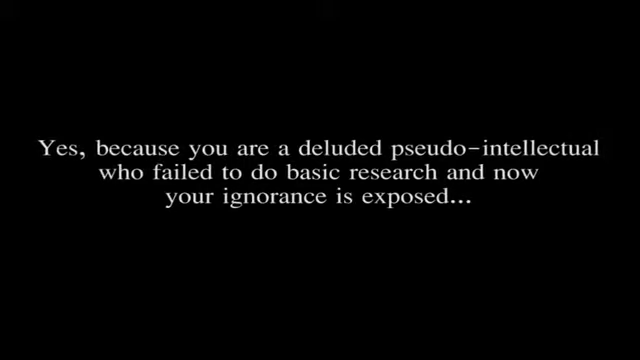 Yes, because you are a deluded pseudo-intellectual
who failed to do basic research and now
your ignorance is exposed...